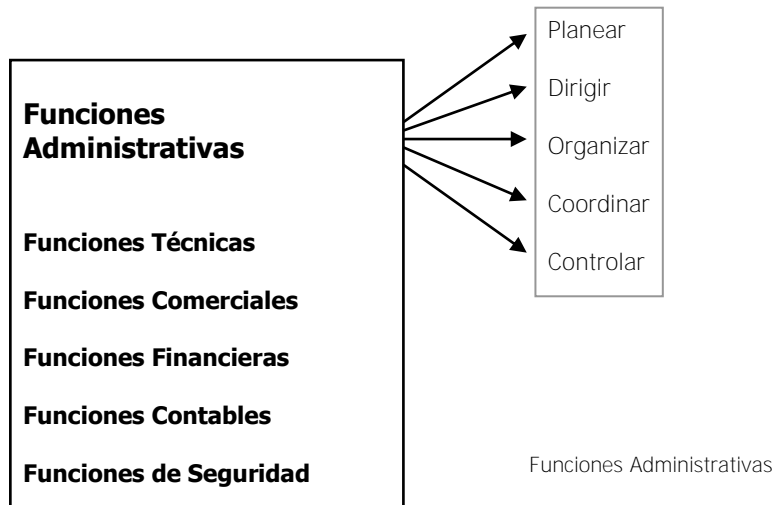 Funciones
Administrativas
Funciones Técnicas
Funciones Comerciales
Funciones Financieras
Funciones Contables
Funciones de Seguridad
Planear
Dirigir
Organizar
Coordinar
Controlar
Funciones Administrativas